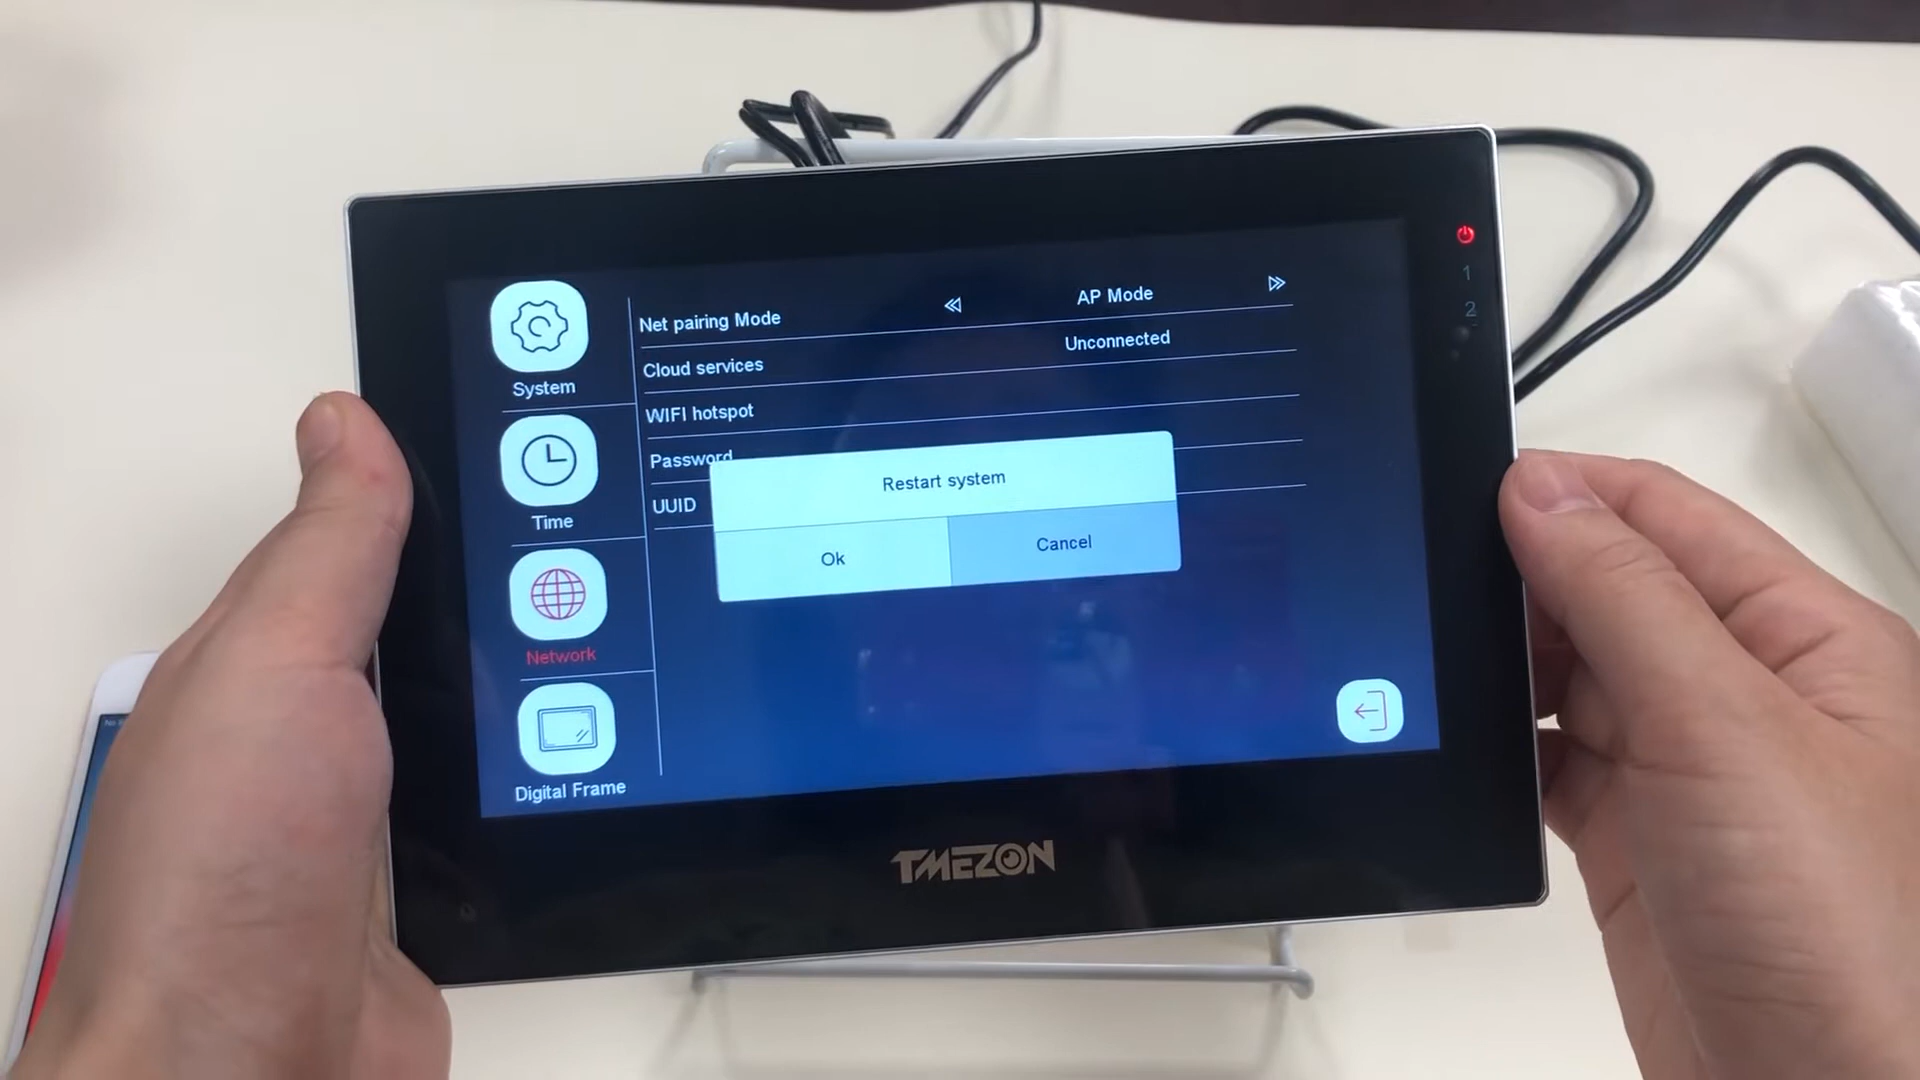 Net pairing Mode AP Mode
Cloud services Unconnected
WIFI hotspot
Password
UUID
Restart system
Ok Cancel
System
Time
Network
Digital Frame
1
2
TMEZON